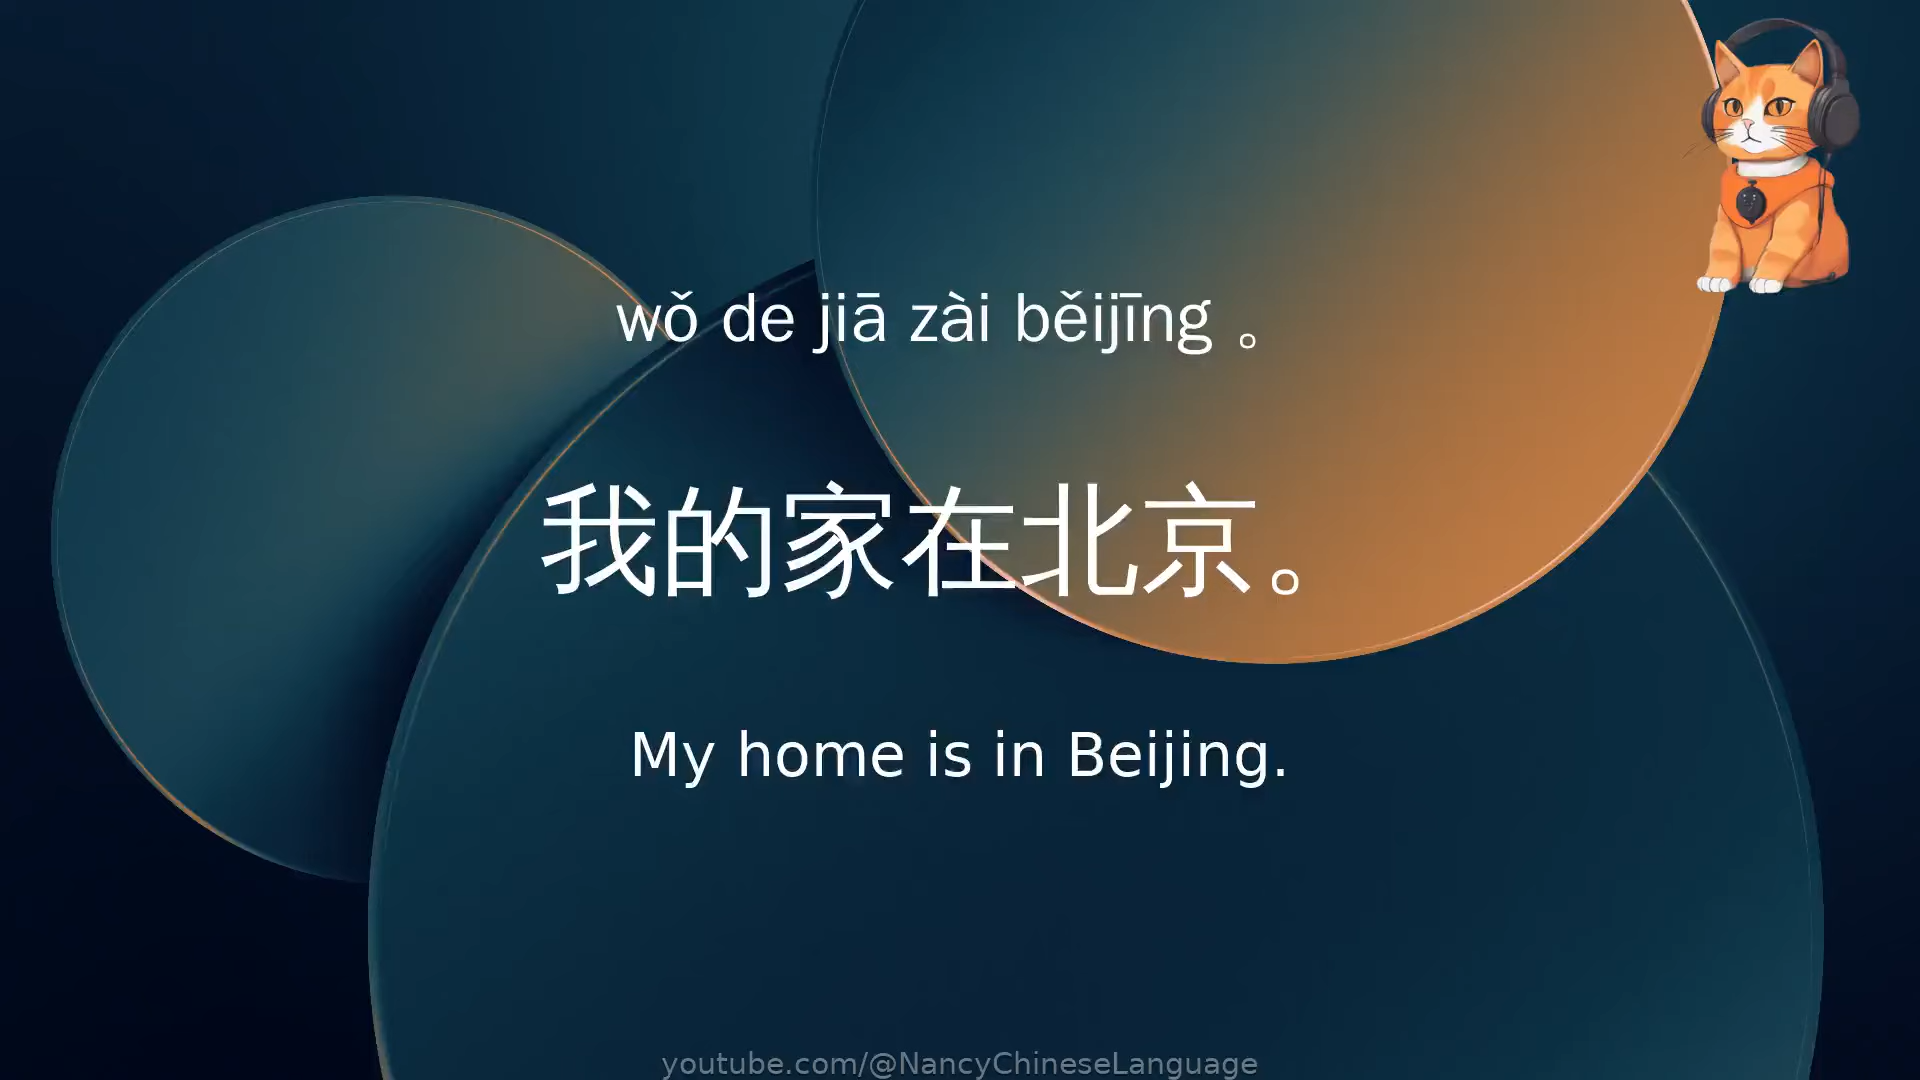 wǒ de jiā zài běijīng 。
我的家在北京。
My home is in Beijing.
youtube.com/@NancyChineseLanguage